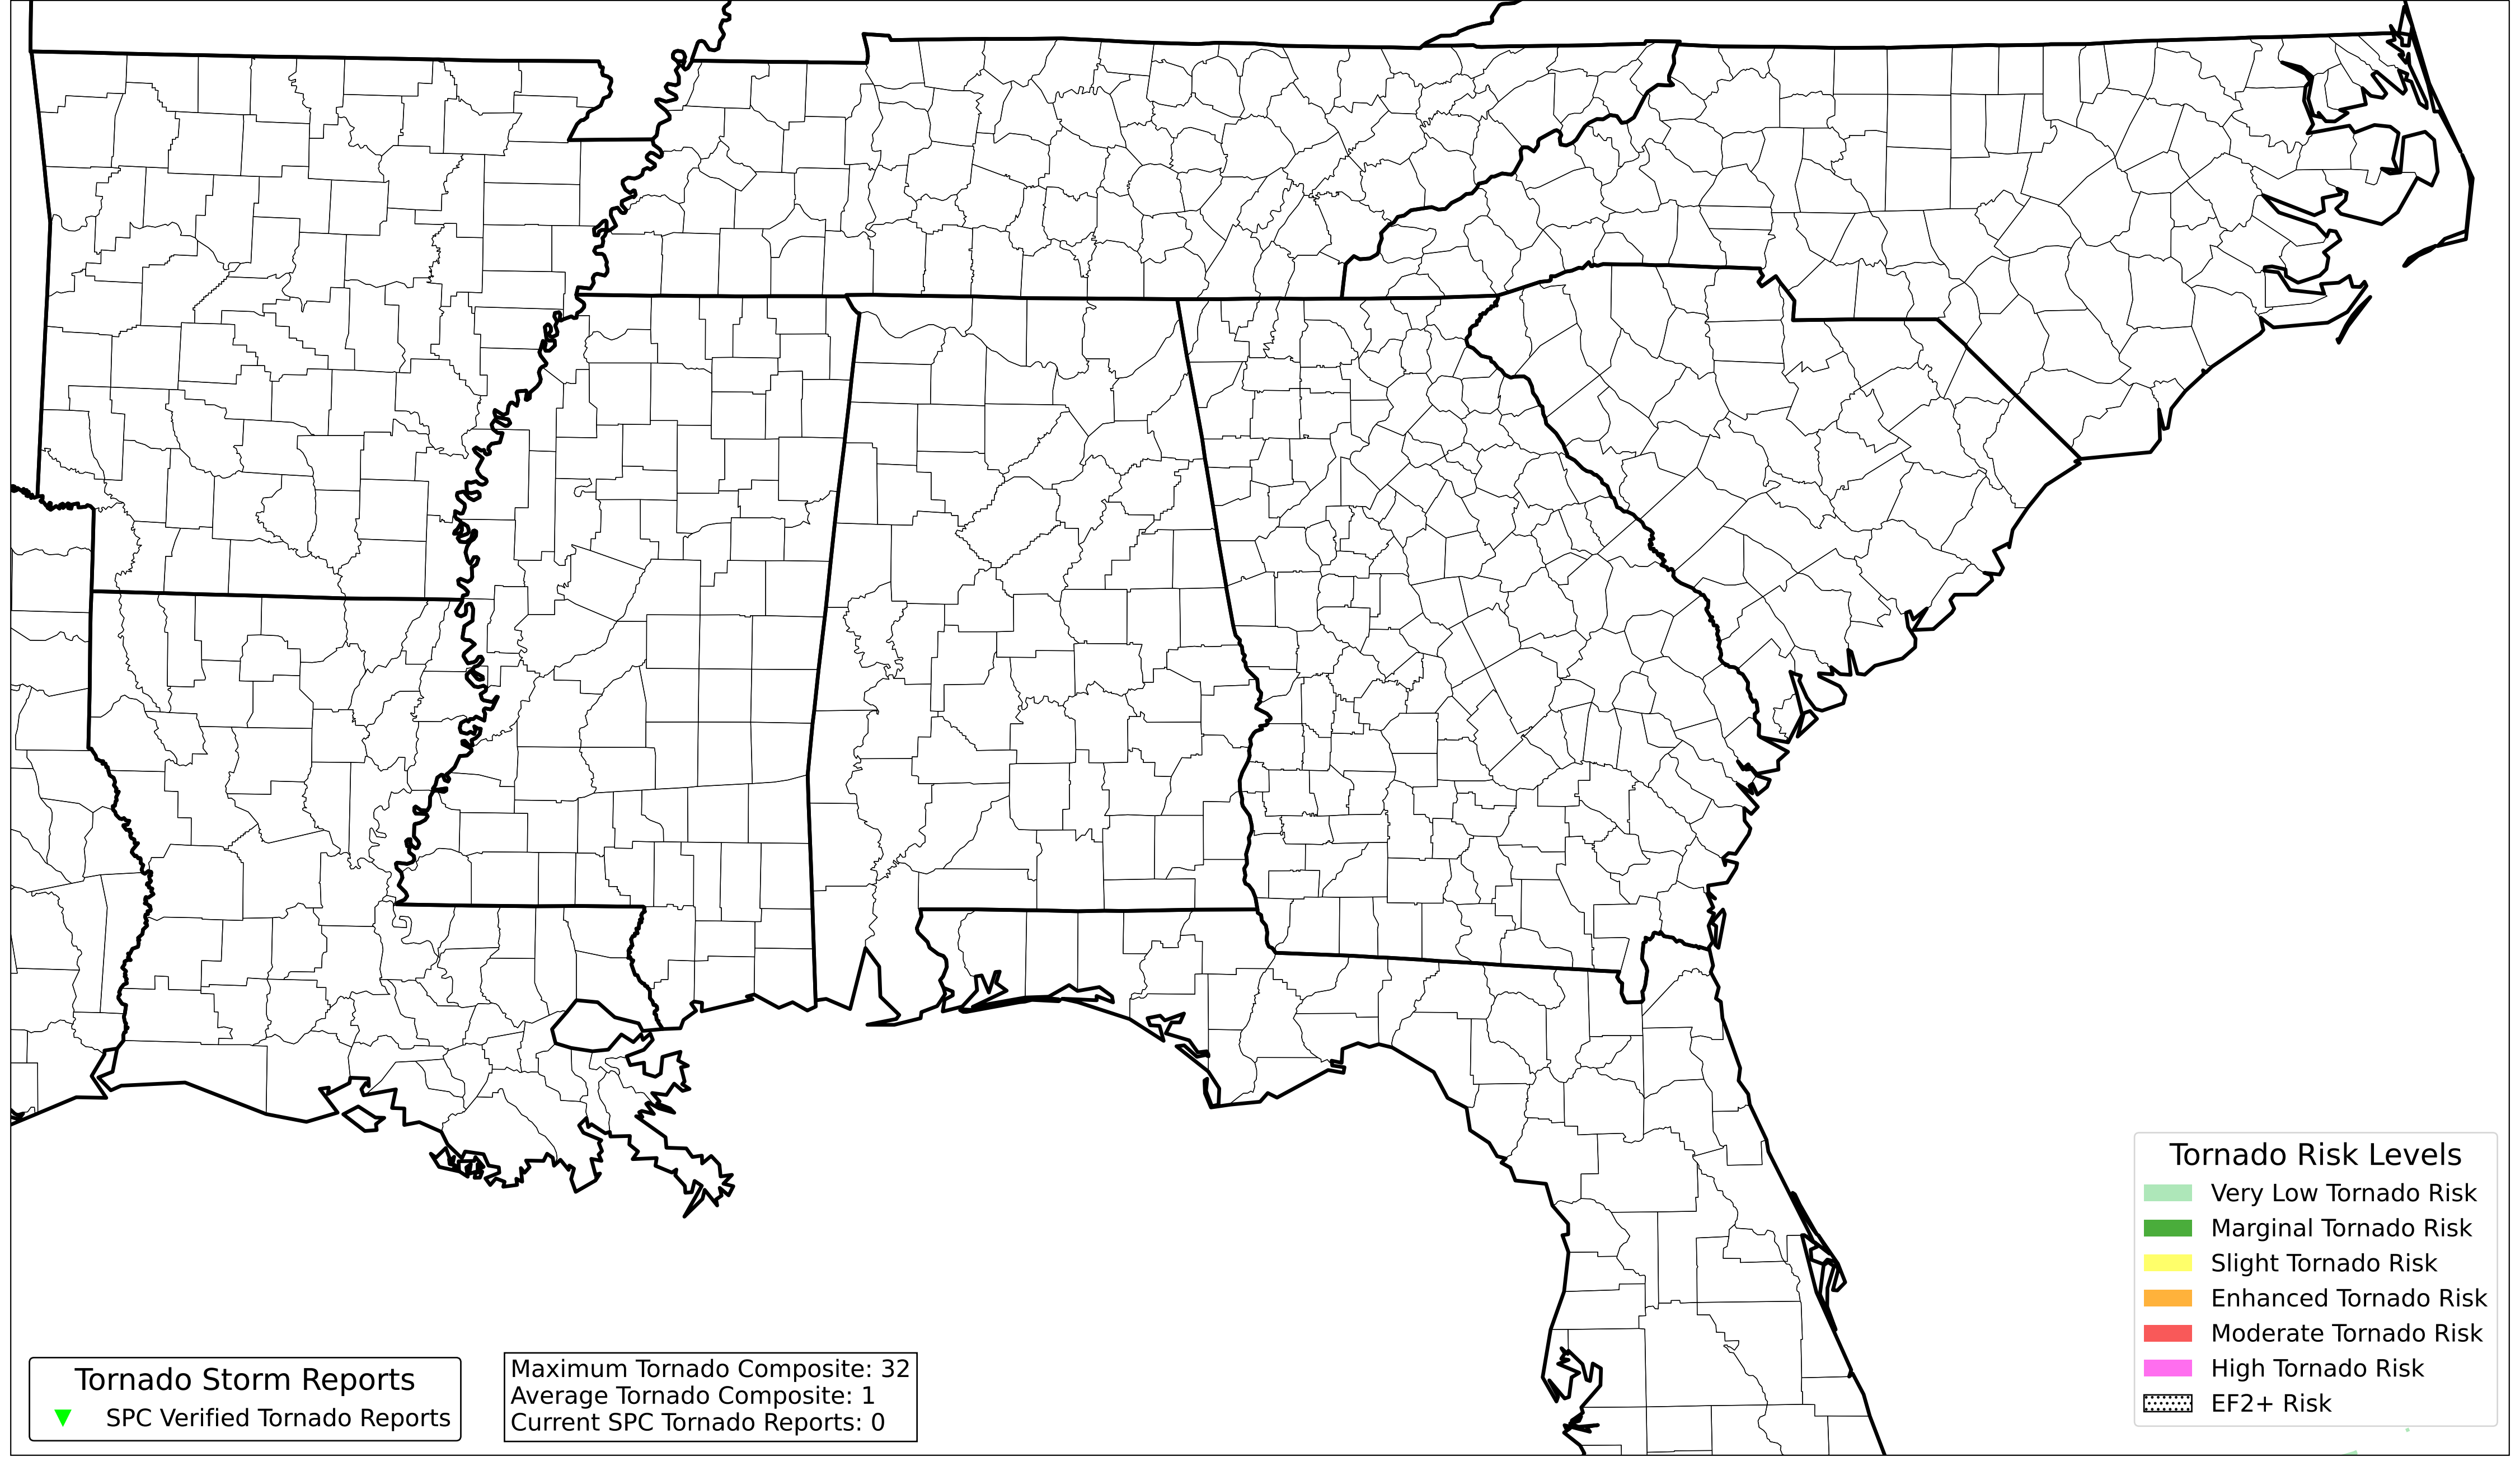 Tornado Risk Levels
Very Low Tornado Risk
Marginal Tornado Risk
Slight Tornado Risk
Enhanced Tornado Risk
Moderate Tornado Risk
High Tornado Risk
EF2+ Risk
Tornado Storm Reports
SPC Verified Tornado Reports
Maximum Tornado Composite: 32
Average Tornado Composite: 1
Current SPC Tornado Reports: 0